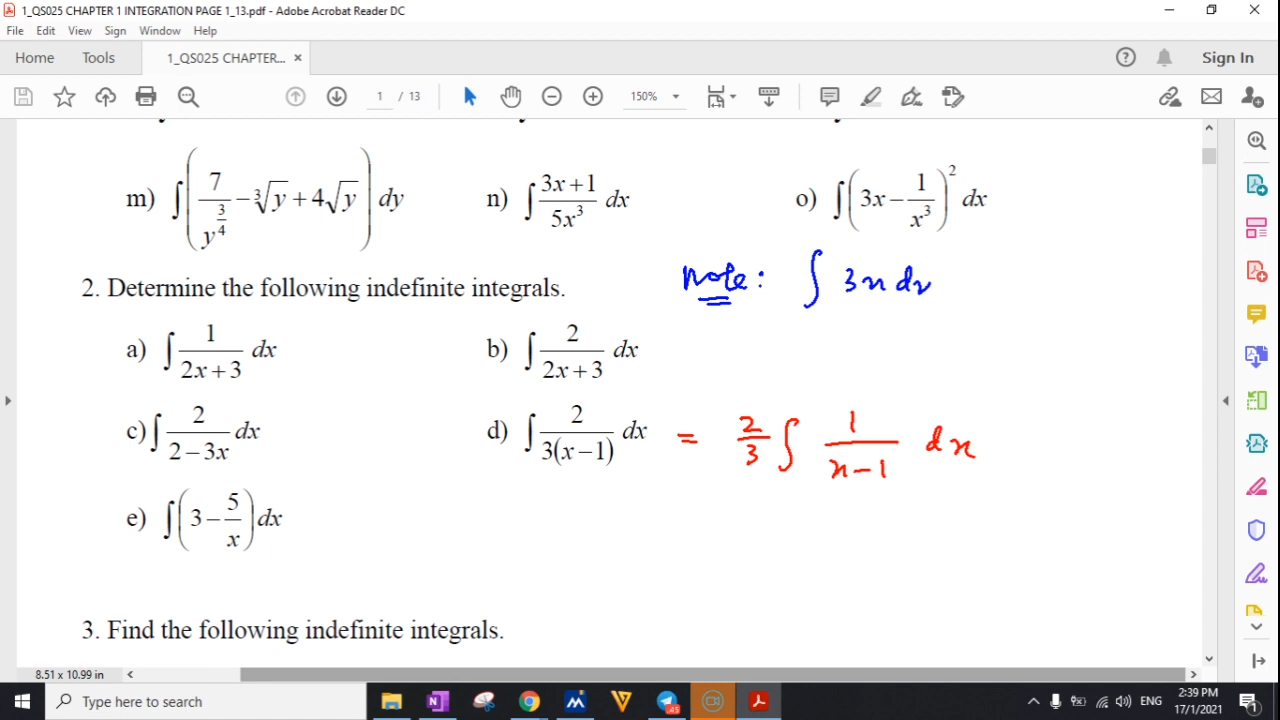 1_QS025 CHAPTER 1 INTEGRATION PAGE 1_13.pdf - Adobe Acrobat Reader DC
File Edit View Sign Window Help
Home Tools 1_QS025 CHAPTER... × Sign In
1 / 13 150%
m) ∫(7/y^(3/4) − ∛y + 4√y) dy n) ∫ (3x+1)/(5x³) dx o) ∫(3x − 1/x³)² dx
2. Determine the following indefinite integrals. Note: ∫ 3x dx
a) ∫ 1/(2x+3) dx b) ∫ 2/(2x+3) dx
c) ∫ 2/(2−3x) dx d) ∫ 2/(3(x−1)) dx = 2/3 ∫ 1/(x−1) dx
e) ∫(3 − 5/x) dx
3. Find the following indefinite integrals.
8.51 x 10.99 in
Type here to search ENG 2:39 PM
17/1/2021